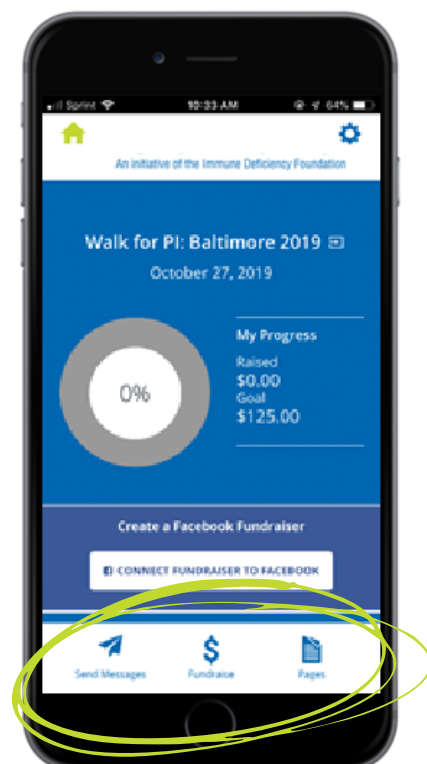 Sprint 10:33 AM 64%
An initiative of the Immune Deficiency Foundation
Walk for PI: Baltimore 2019
October 27, 2019
0%
My Progress
Raised
$0.00
Goal
$125.00
Create a Facebook Fundraiser
CONNECT FUNDRAISER TO FACEBOOK
Send Messages Fundraise Pages